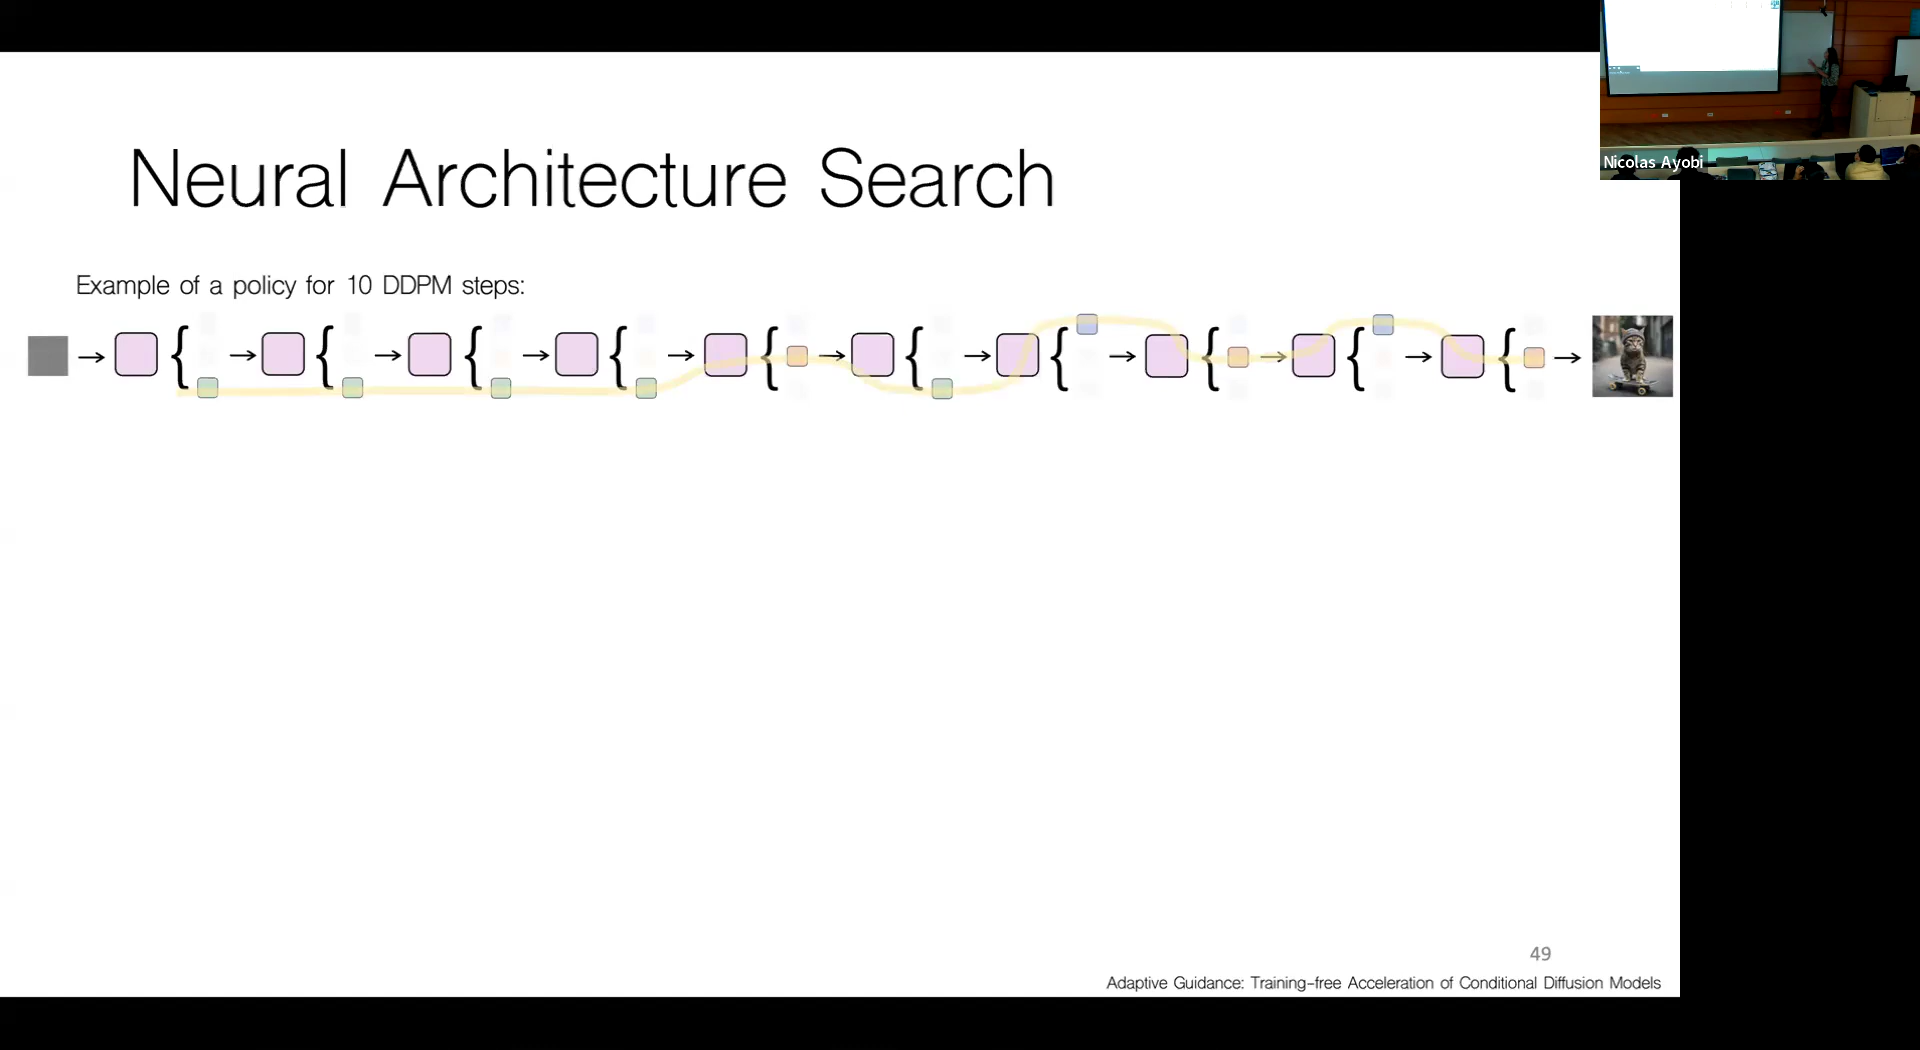 Neural Architecture Search
Nicolas Ayobi
Example of a policy for 10 DDPM steps:
49
Adaptive Guidance: Training-free Acceleration of Conditional Diffusion Models